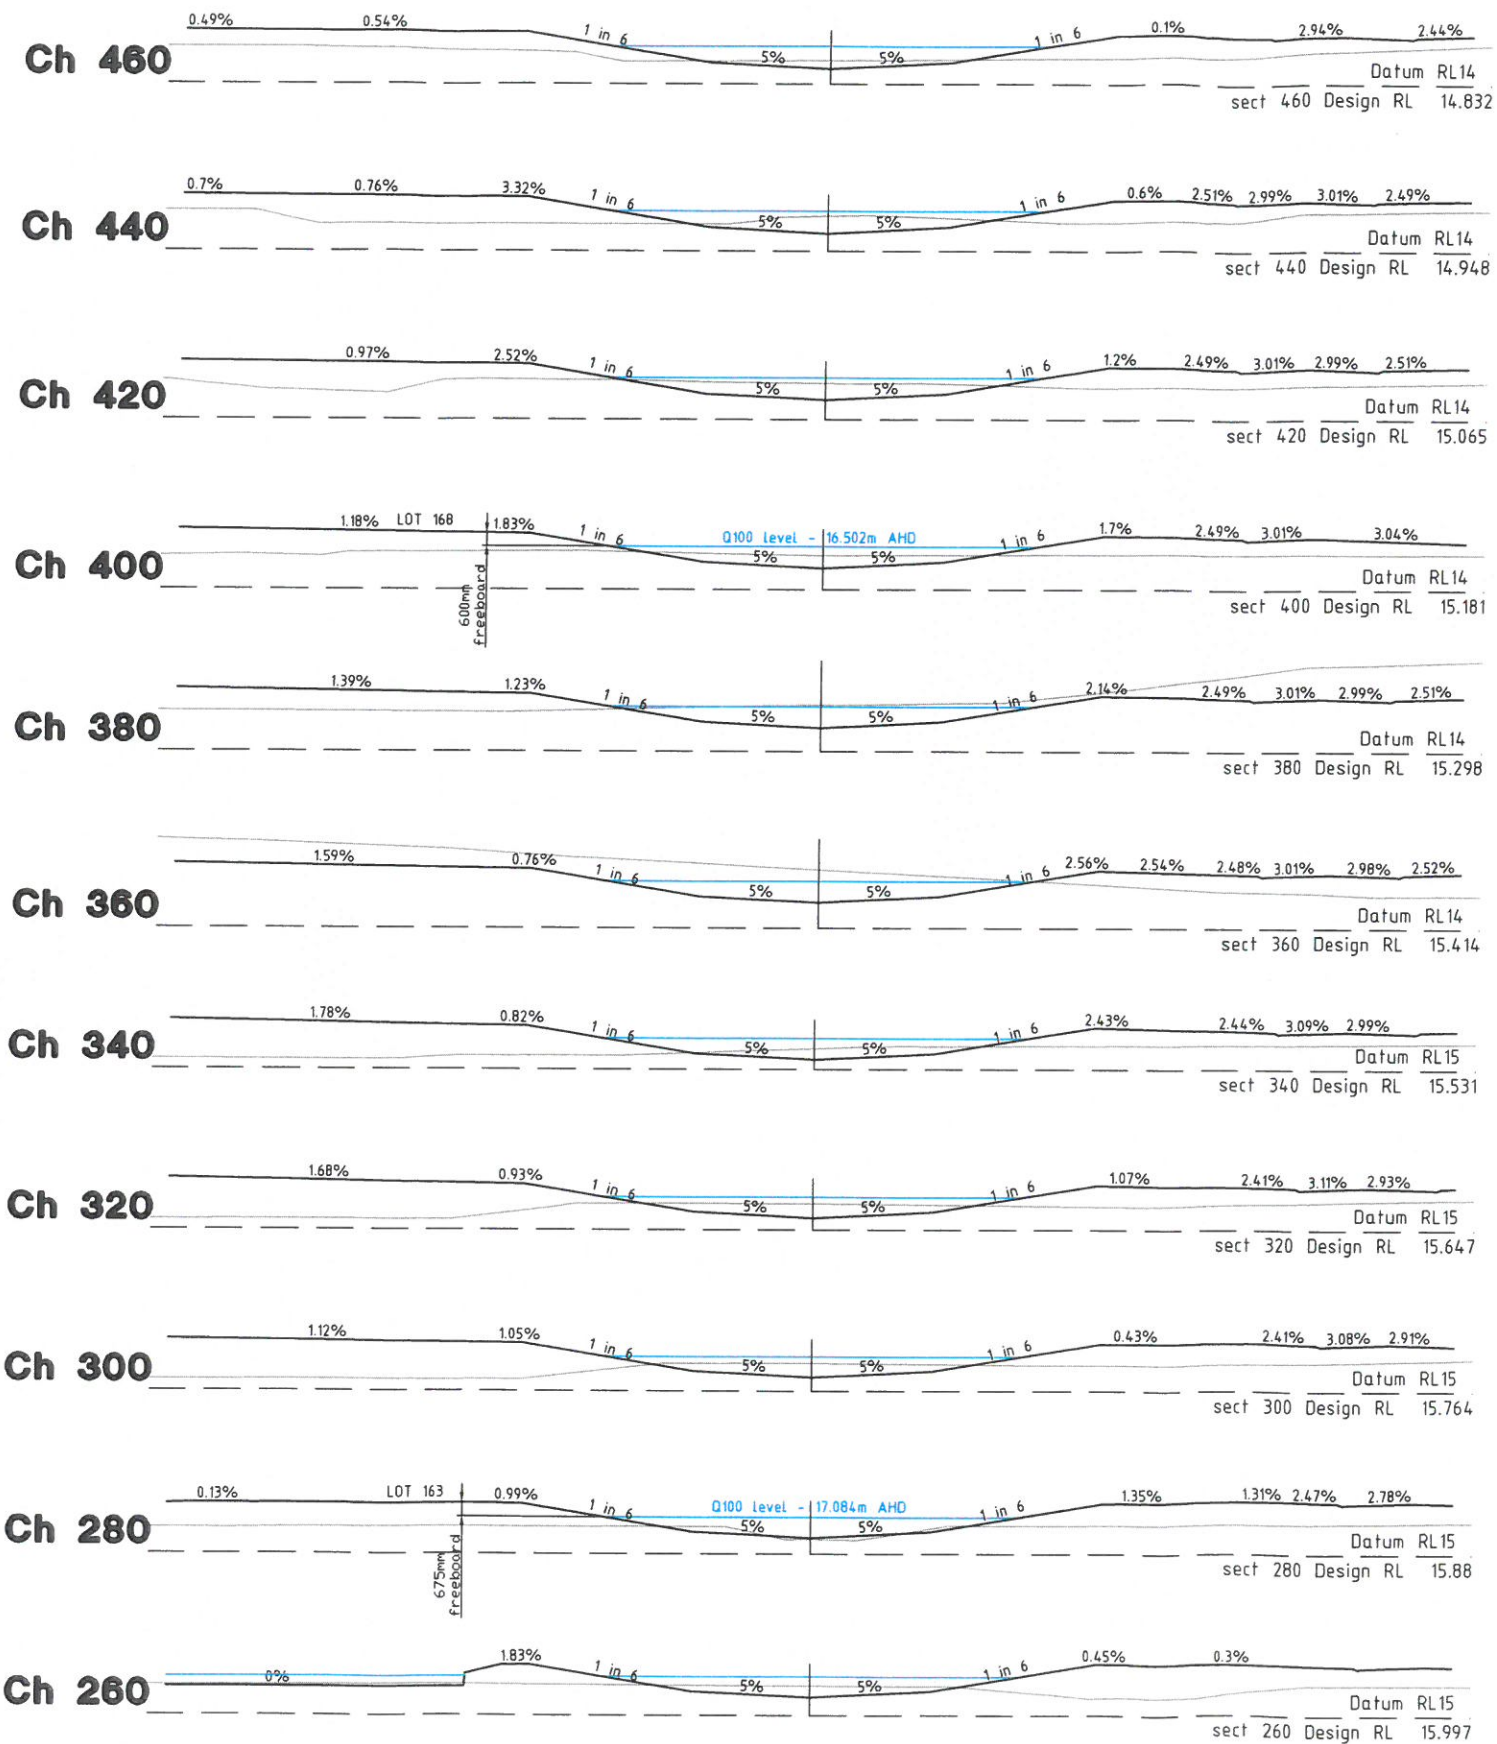 0.49% 0.54% 1 in 6 1 in 6 0.1% 2.94% 2.44%
Ch 460 5% 5%
Datum RL14
sect 460 Design RL 14.832
0.7% 0.76% 3.32% 1 in 6 1 in 6 0.6% 2.51% 2.99% 3.01% 2.49%
Ch 440 5% 5%
Datum RL14
sect 440 Design RL 14.948
0.97% 2.52% 1 in 6 1 in 6 1.2% 2.49% 3.01% 2.99% 2.51%
Ch 420 5% 5%
Datum RL14
sect 420 Design RL 15.065
1.18% LOT 168 1.83% 1 in 6 Q100 level - 16.502m AHD 1 in 6 1.7% 2.49% 3.01% 3.04%
Ch 400 5% 5%
Datum RL14
600mm
freeboard
sect 400 Design RL 15.181
1.39% 1.23% 1 in 6 1 in 6 2.14% 2.49% 3.01% 2.99% 2.51%
Ch 380 5% 5%
Datum RL14
sect 380 Design RL 15.298
1.59% 0.76% 1 in 6 1 in 6 2.56% 2.54% 2.48% 3.01% 2.98% 2.52%
Ch 360 5% 5%
Datum RL14
sect 360 Design RL 15.414
1.78% 0.82% 1 in 6 1 in 6 2.43% 2.44% 3.09% 2.99%
Ch 340 5% 5%
Datum RL15
sect 340 Design RL 15.531
1.68% 0.93% 1 in 6 1 in 6 1.07% 2.41% 3.11% 2.93%
Ch 320 5% 5%
Datum RL15
sect 320 Design RL 15.647
1.12% 1.05% 1 in 6 1 in 6 0.43% 2.41% 3.08% 2.91%
Ch 300 5% 5%
Datum RL15
sect 300 Design RL 15.764
0.13% LOT 163 0.99% 1 in 6 Q100 level - 17.084m AHD 1 in 6 1.35% 1.31% 2.47% 2.78%
Ch 280 5% 5%
Datum RL15
675mm
freeboard
sect 280 Design RL 15.88
0% 1.83% 1 in 6 1 in 6 0.45% 0.3%
Ch 260 5% 5%
Datum RL15
sect 260 Design RL 15.997